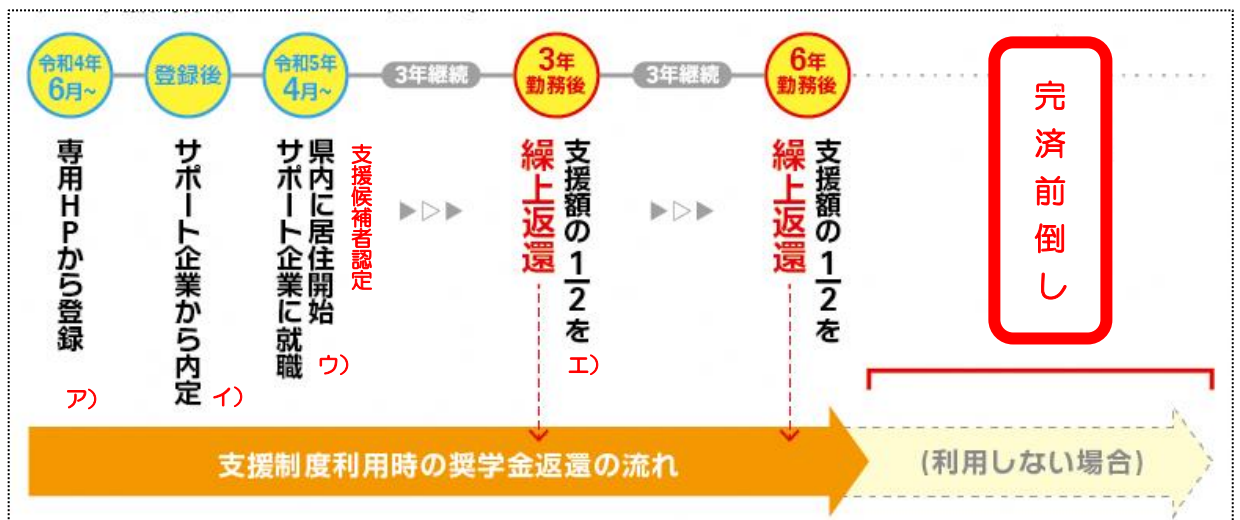 令和4年
6月~
登録後
令和5年
4月~
3年継続
3年
勤務後
3年継続
6年
勤務後
専用HPから登録
ア)
サポート企業から内定
イ)
県内に居住開始
サポート企業に就職
支援候補者認定
ウ)
支援額の1/2を
繰上返還
エ)
支援額の1/2を
繰上返還
完済前倒し
支援制度利用時の奨学金返還の流れ
(利用しない場合)